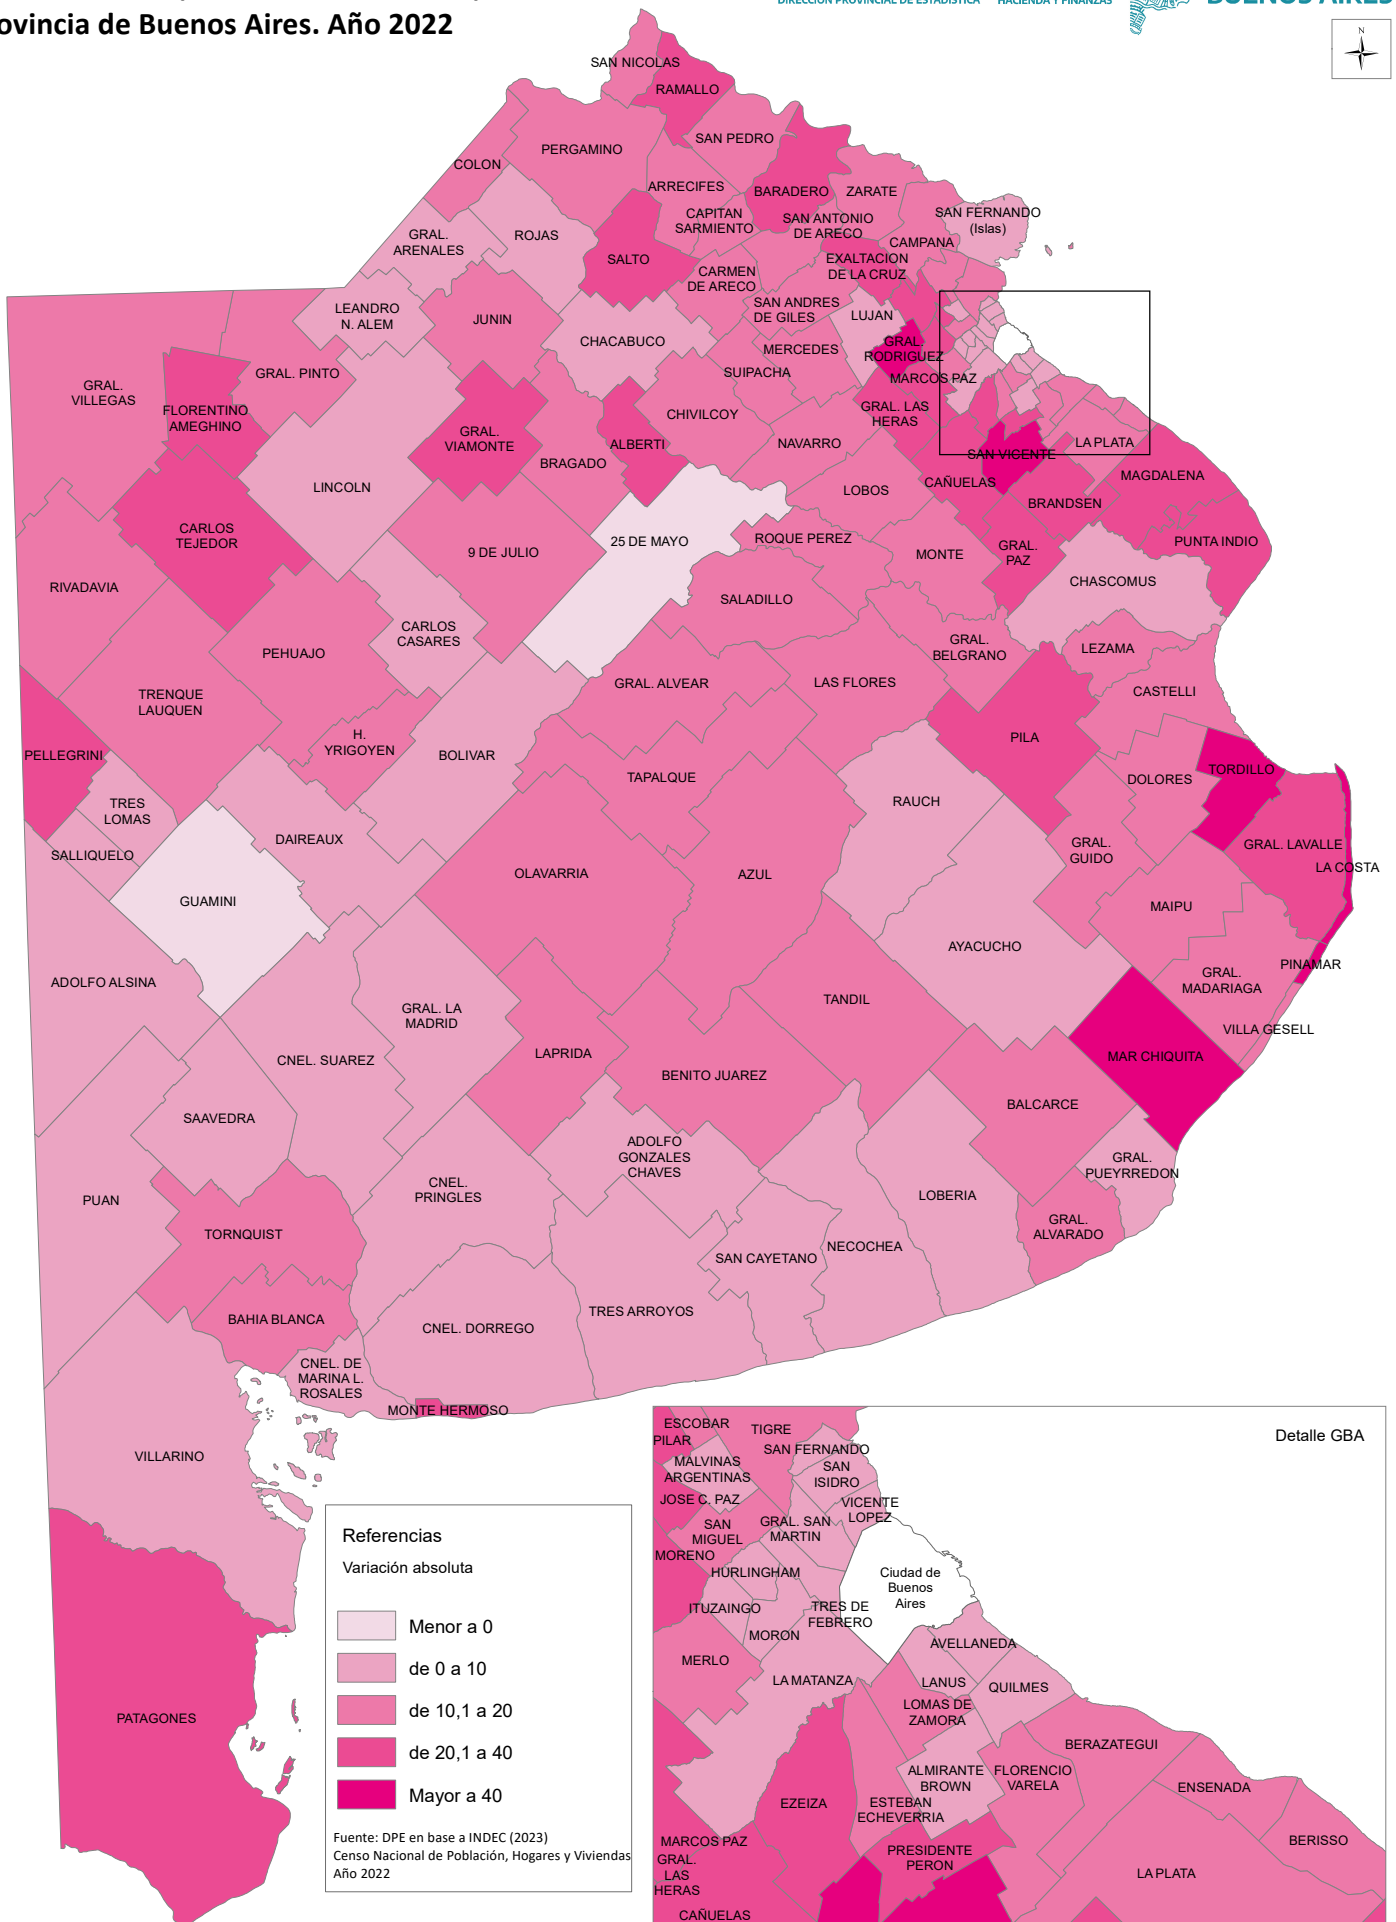 ovincia de Buenos Aires. Año 2022
DIRECCIÓN PROVINCIAL DE ESTADÍSTICA
HACIENDA Y FINANZAS
BUENOS AIRES
N
SAN NICOLAS
RAMALLO
SAN PEDRO
PERGAMINO
COLON
ARRECIFES
BARADERO
ZARATE
CAPITAN
SARMIENTO
SAN ANTONIO
DE ARECO
SAN FERNANDO
(Islas)
CAMPANA
GRAL.
ARENALES
ROJAS
SALTO
CARMEN
DE ARECO
EXALTACION
DE LA CRUZ
LEANDRO
N. ALEM
JUNIN
SAN ANDRES
DE GILES
LUJAN
CHACABUCO
MERCEDES
GRAL.
RODRIGUEZ
SUIPACHA
MARCOS PAZ
GRAL.
VILLEGAS
GRAL. PINTO
FLORENTINO
AMEGHINO
GRAL.
VIAMONTE
ALBERTI
CHIVILCOY
GRAL. LAS
HERAS
NAVARRO
LA PLATA
BRAGADO
SAN VICENTE
LINCOLN
LOBOS
CAÑUELAS
MAGDALENA
BRANDSEN
CARLOS
TEJEDOR
9 DE JULIO
25 DE MAYO
ROQUE PEREZ
MONTE
GRAL.
PAZ
PUNTA INDIO
RIVADAVIA
SALADILLO
CHASCOMUS
CARLOS
CASARES
PEHUAJO
GRAL.
BELGRANO
LEZAMA
TRENQUE
LAUQUEN
GRAL. ALVEAR
LAS FLORES
CASTELLI
H.
YRIGOYEN
PELLEGRINI
BOLIVAR
PILA
TAPALQUE
DOLORES
TORDILLO
TRES
LOMAS
RAUCH
DAIREAUX
SALLIQUELO
GRAL.
GUIDO
GRAL. LAVALLE
LA COSTA
OLAVARRIA
AZUL
GUAMINI
MAIPU
AYACUCHO
ADOLFO ALSINA
PINAMAR
GRAL.
MADARIAGA
TANDIL
GRAL. LA
MADRID
VILLA GESELL
CNEL. SUAREZ
LAPRIDA
MAR CHIQUITA
BENITO JUAREZ
BALCARCE
SAAVEDRA
ADOLFO
GONZALES
CHAVES
GRAL.
PUEYRREDON
CNEL.
PRINGLES
PUAN
LOBERIA
TORNQUIST
GRAL.
ALVARADO
NECOCHEA
SAN CAYETANO
TRES ARROYOS
BAHIA BLANCA
CNEL. DORREGO
CNEL. DE
MARINA L.
ROSALES
MONTE HERMOSO
VILLARINO
PATAGONES
Referencias
Variación absoluta
Menor a 0
de 0 a 10
de 10,1 a 20
de 20,1 a 40
Mayor a 40
Fuente: DPE en base a INDEC (2023)
Censo Nacional de Población, Hogares y Viviendas
Año 2022
Detalle GBA
ESCOBAR
TIGRE
PILAR
SAN FERNANDO
MALVINAS
ARGENTINAS
SAN
ISIDRO
JOSE C. PAZ
VICENTE
LOPEZ
SAN
MIGUEL
GRAL. SAN
MARTIN
MORENO
HURLINGHAM
Ciudad de
Buenos
Aires
ITUZAINGO
TRES DE
FEBRERO
MORON
AVELLANEDA
MERLO
LA MATANZA
LANUS
QUILMES
LOMAS DE
ZAMORA
BERAZATEGUI
ALMIRANTE
BROWN
FLORENCIO
VARELA
ENSENADA
EZEIZA
ESTEBAN
ECHEVERRIA
BERISSO
MARCOS PAZ
PRESIDENTE
PERON
GRAL.
LAS
HERAS
LA PLATA
CAÑUELAS